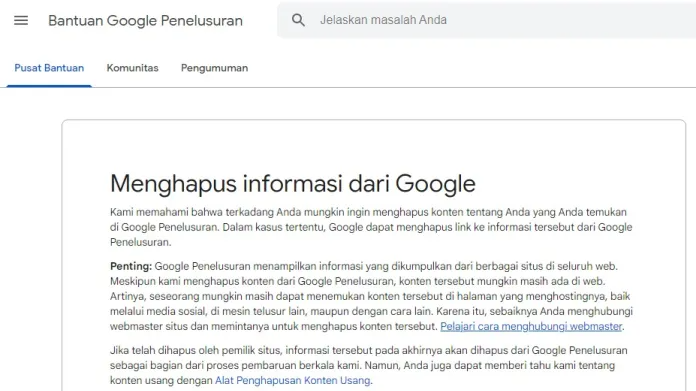 Bantuan Google Penelusuran
Jelaskan masalah Anda
Pusat Bantuan
Komunitas
Pengumuman
Menghapus informasi dari Google
Kami memahami bahwa terkadang Anda mungkin ingin menghapus konten tentang Anda yang Anda temukan
di Google Penelusuran. Dalam kasus tertentu, Google dapat menghapus link ke informasi tersebut dari Google
Penelusuran.
Penting: Google Penelusuran menampilkan informasi yang dikumpulkan dari berbagai situs di seluruh web.
Meskipun kami menghapus konten dari Google Penelusuran, konten tersebut mungkin masih ada di web.
Artinya, seseorang mungkin masih dapat menemukan konten tersebut di halaman yang menghostingnya, baik
melalui media sosial, di mesin telusur lain, maupun dengan cara lain. Karena itu, sebaiknya Anda menghubungi
webmaster situs dan memintanya untuk menghapus konten tersebut. Pelajari cara menghubungi webmaster.
Jika telah dihapus oleh pemilik situs, informasi tersebut pada akhirnya akan dihapus dari Google Penelusuran
sebagai bagian dari proses pembaruan berkala kami. Namun, Anda juga dapat memberi tahu kami tentang
konten usang dengan Alat Penghapusan Konten Usang.